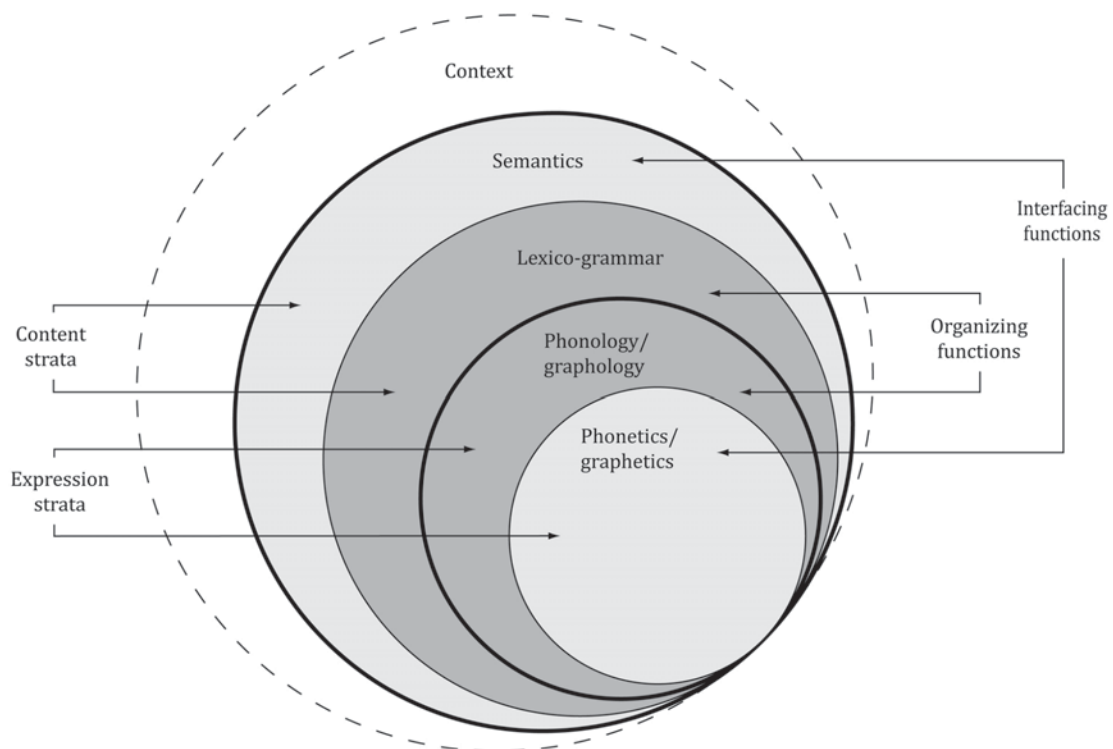 Context
Semantics
Interfacing
functions
Lexico-grammar
Content
strata
Organizing
functions
Phonology/
graphology
Phonetics/
graphetics
Expression
strata